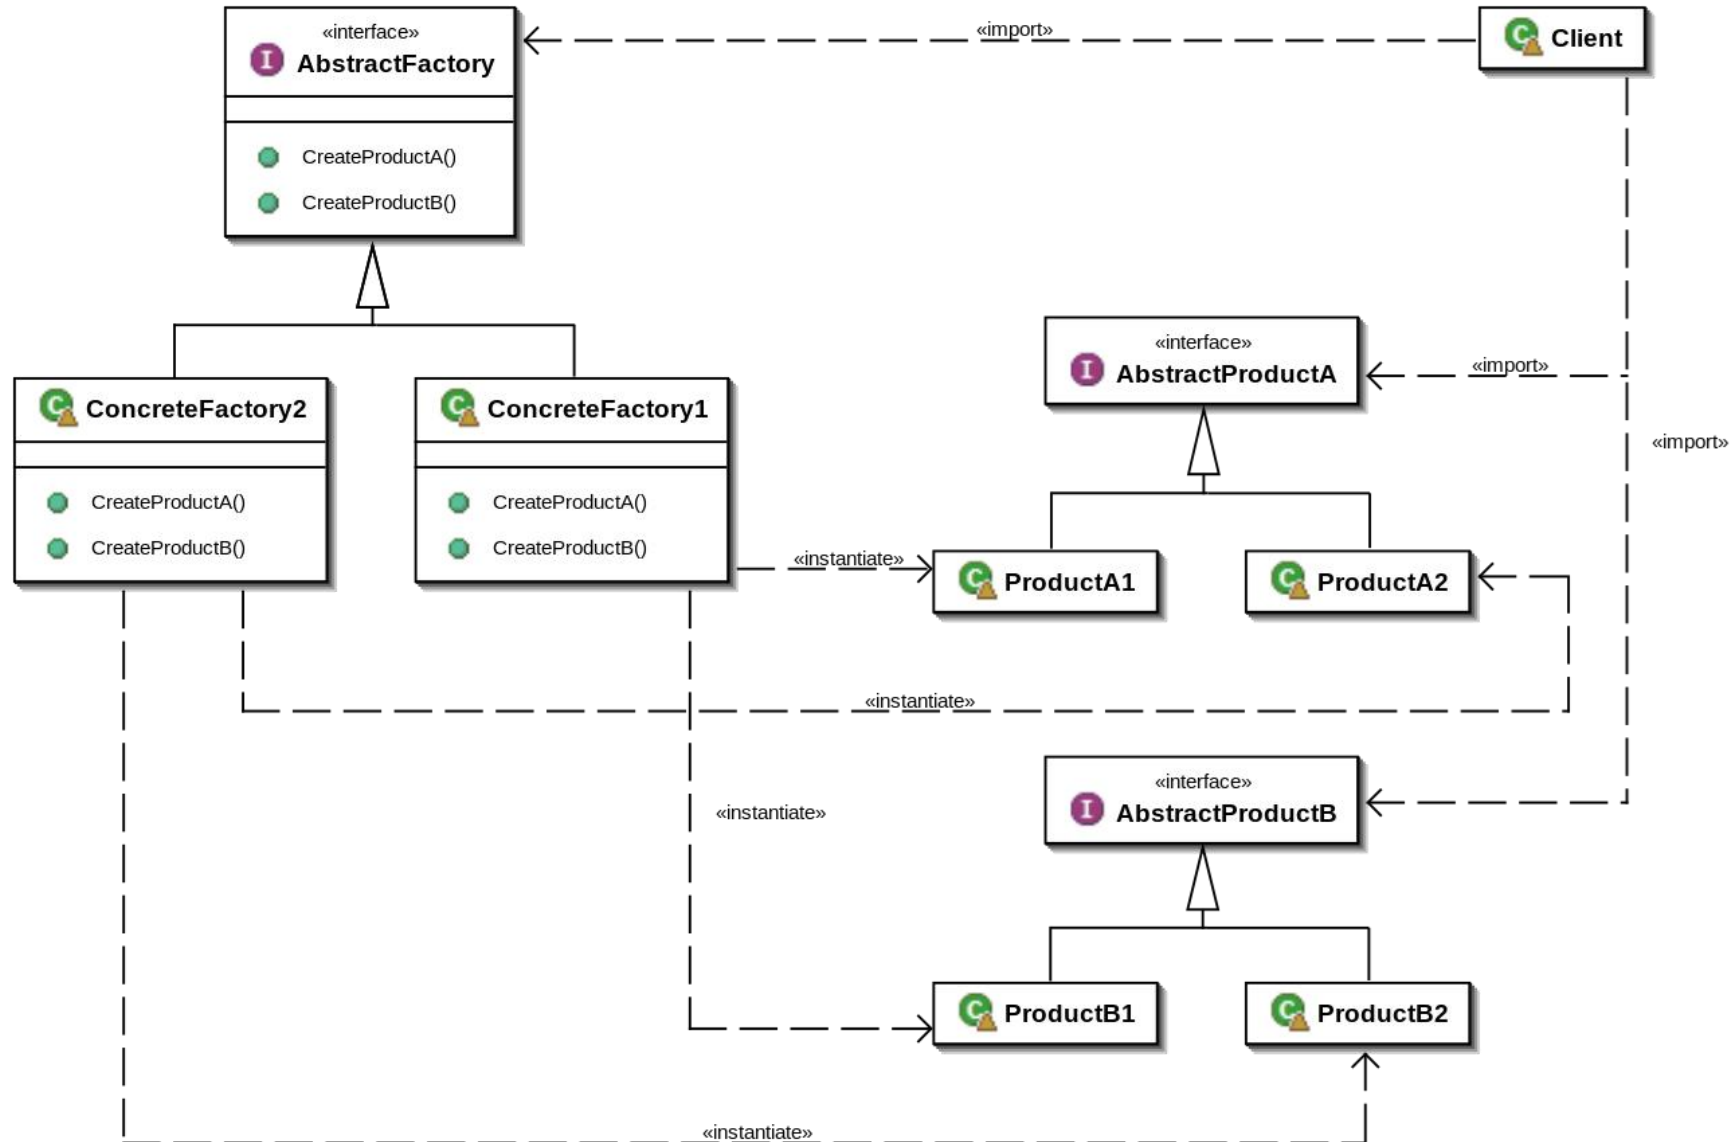 «interface»
AbstractFactory
CreateProductA()
CreateProductB()
«import»
C Client
I
ConcreteFactory2
C
CreateProductA()
CreateProductB()
ConcreteFactory1
C
CreateProductA()
CreateProductB()
«interface»
I AbstractProductA
«import»
«import»
«instantiate»
C ProductA1
C ProductA2
«instantiate»
«instantiate»
«interface»
I AbstractProductB
C ProductB1
C ProductB2
«instantiate»